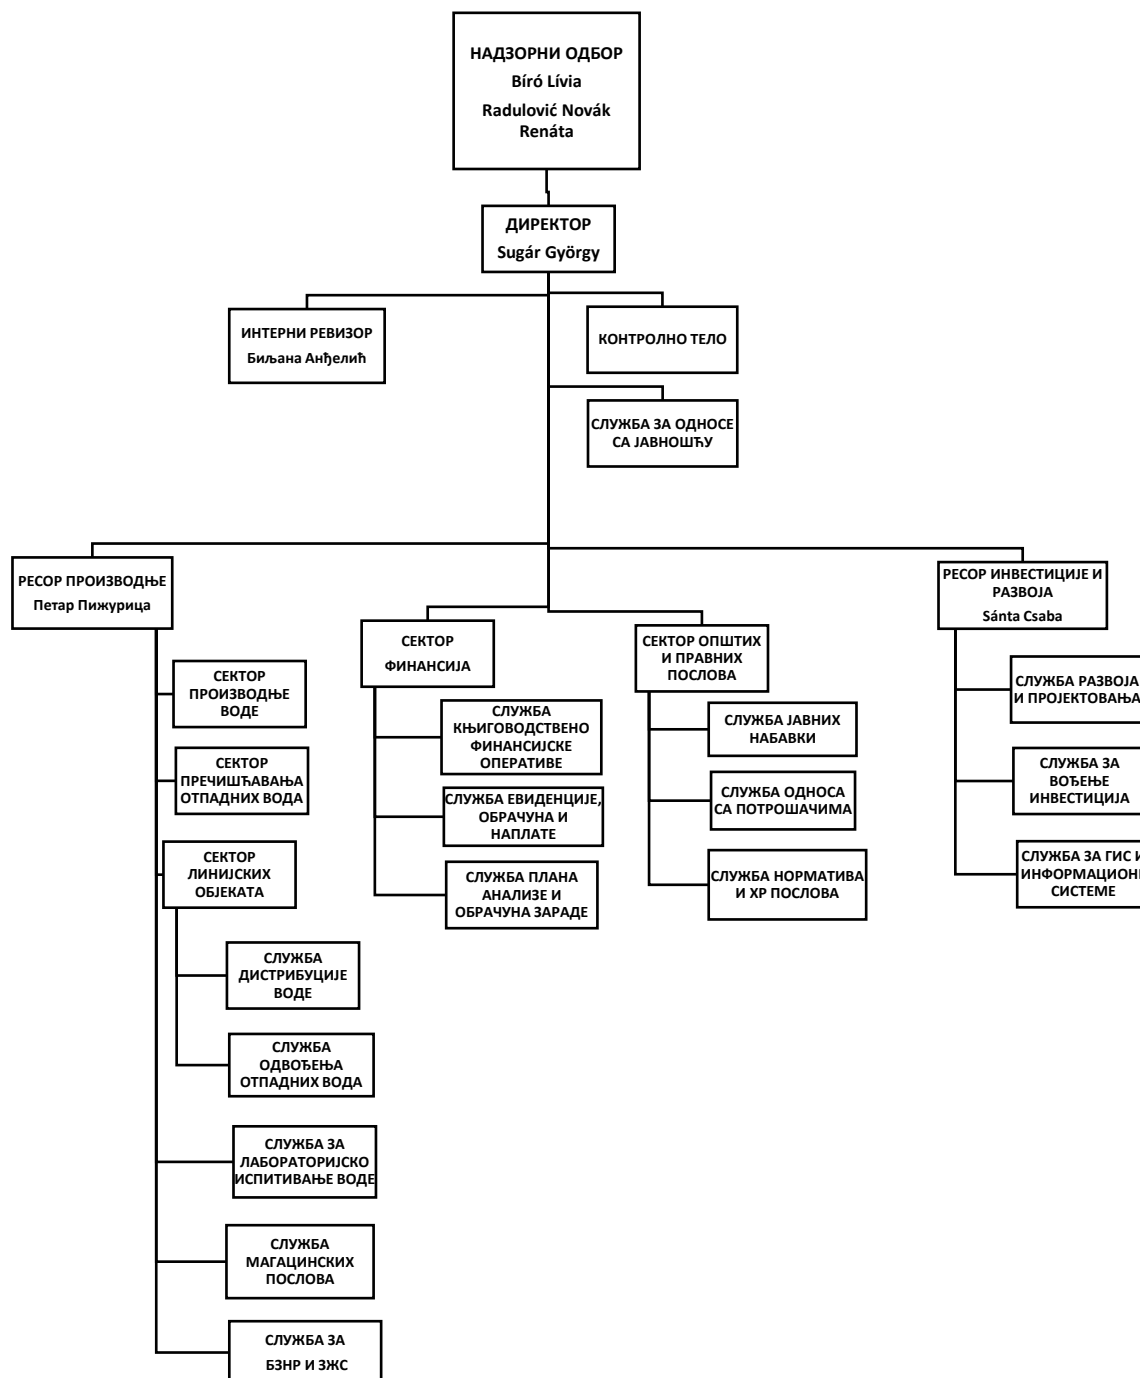 НАДЗОРНИ ОДБОР
Bíró Lívia
Radulović Novák
Renáta
ДИРЕКТОР
Sugár György
ИНТЕРНИ РЕВИЗОР
Биљана Анђелић
КОНТРОЛНО ТЕЛО
СЛУЖБА ЗА ОДНОСЕ
СА ЈАВНОШЋУ
РЕСОР ПРОИЗВОДЊЕ
Петар Пижурица
СЕКТОР
ПРОИЗВОДЊЕ
ВОДЕ
СЕКТОР
ПРЕЧИШЋАВАЊА
ОТПАДНИХ ВОДА
СЕКТОР
ЛИНИЈСКИХ
ОБЈЕКАТА
СЛУЖБА
ДИСТРИБУЦИЈЕ
ВОДЕ
СЛУЖБА
ОДВОЂЕЊА
ОТПАДНИХ ВОДА
СЛУЖБА ЗА
ЛАБОРАТОРИЈСКО
ИСПИТИВАЊЕ ВОДЕ
СЛУЖБА
МАГАЦИНСКИХ
ПОСЛОВА
СЛУЖБА ЗА
БЗНР И ЗЖС
СЕКТОР
ФИНАНСИЈА
СЛУЖБА
КЊИГОВОДСТВЕНО
ФИНАНСИЈСКЕ
ОПЕРАТИВЕ
СЛУЖБА ЕВИДЕНЦИЈЕ,
ОБРАЧУНА И
НАПЛАТЕ
СЛУЖБА ПЛАНА
АНАЛИЗЕ И
ОБРАЧУНА ЗАРАДЕ
СЕКТОР ОПШТИХ
И ПРАВНИХ
ПОСЛОВА
СЛУЖБА ЈАВНИХ
НАБАВКИ
СЛУЖБА ОДНОСА
СА ПОТРОШАЧИМА
СЛУЖБА НОРМАТИВА
И ХР ПОСЛОВА
РЕСОР ИНВЕСТИЦИЈЕ И
РАЗВОЈА
Sánta Csaba
СЛУЖБА РАЗВОЈА
И ПРОЈЕКТОВАЊА
СЛУЖБА ЗА
ВОЂЕЊЕ
ИНВЕСТИЦИЈА
СЛУЖБА ЗА ГИС И
ИНФОРМАЦИОНЕ
СИСТЕМЕ